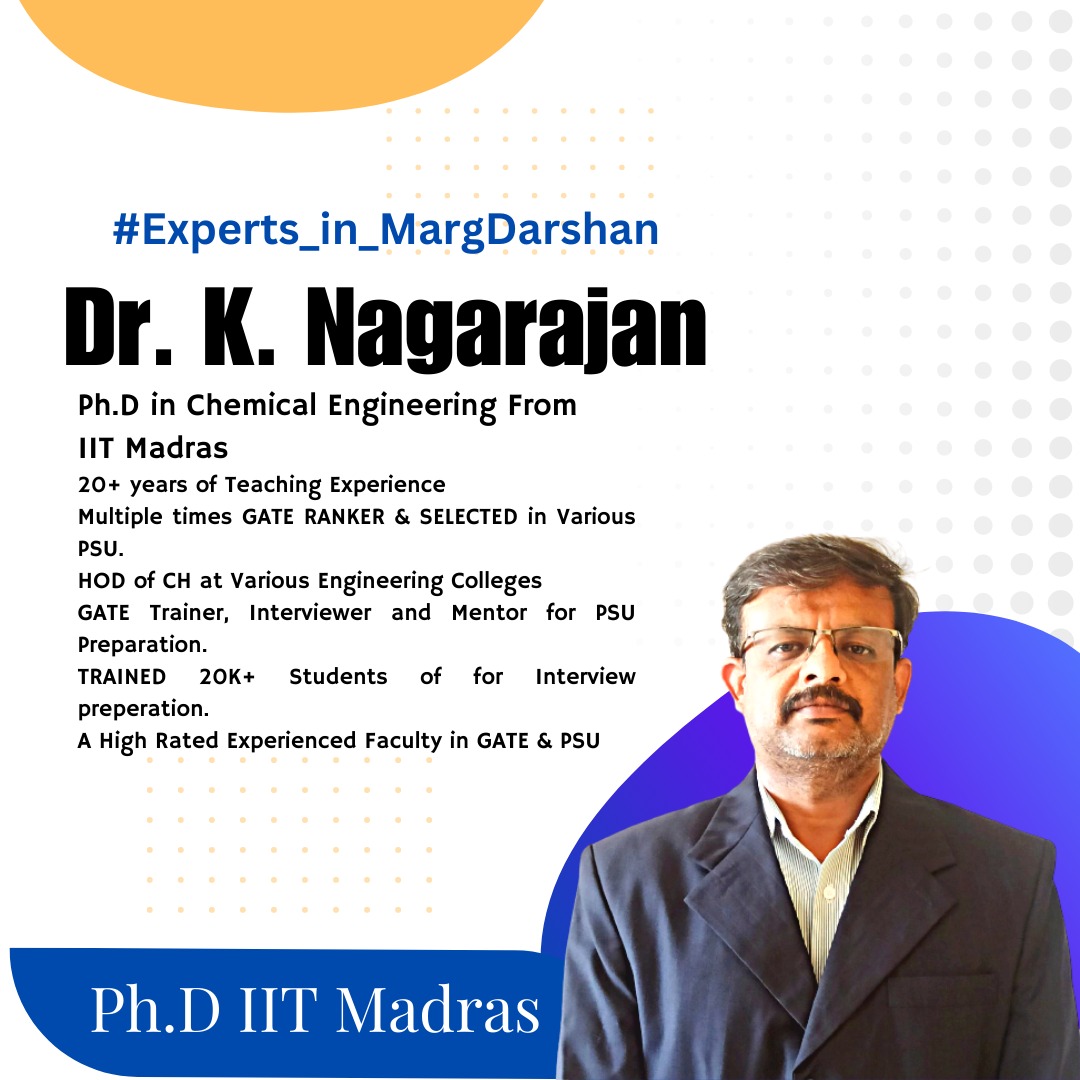 #Experts_in_MargDarshan
Dr. K. Nagarajan
Ph.D in Chemical Engineering From
IIT Madras
20+ years of Teaching Experience
Multiple times GATE RANKER & SELECTED in Various
PSU.
HOD of CH at Various Engineering Colleges
GATE Trainer, Interviewer and Mentor for PSU
Preparation.
TRAINED 20K+ Students of for Interview
preperation.
A High Rated Experienced Faculty in GATE & PSU
Ph.D IIT Madras